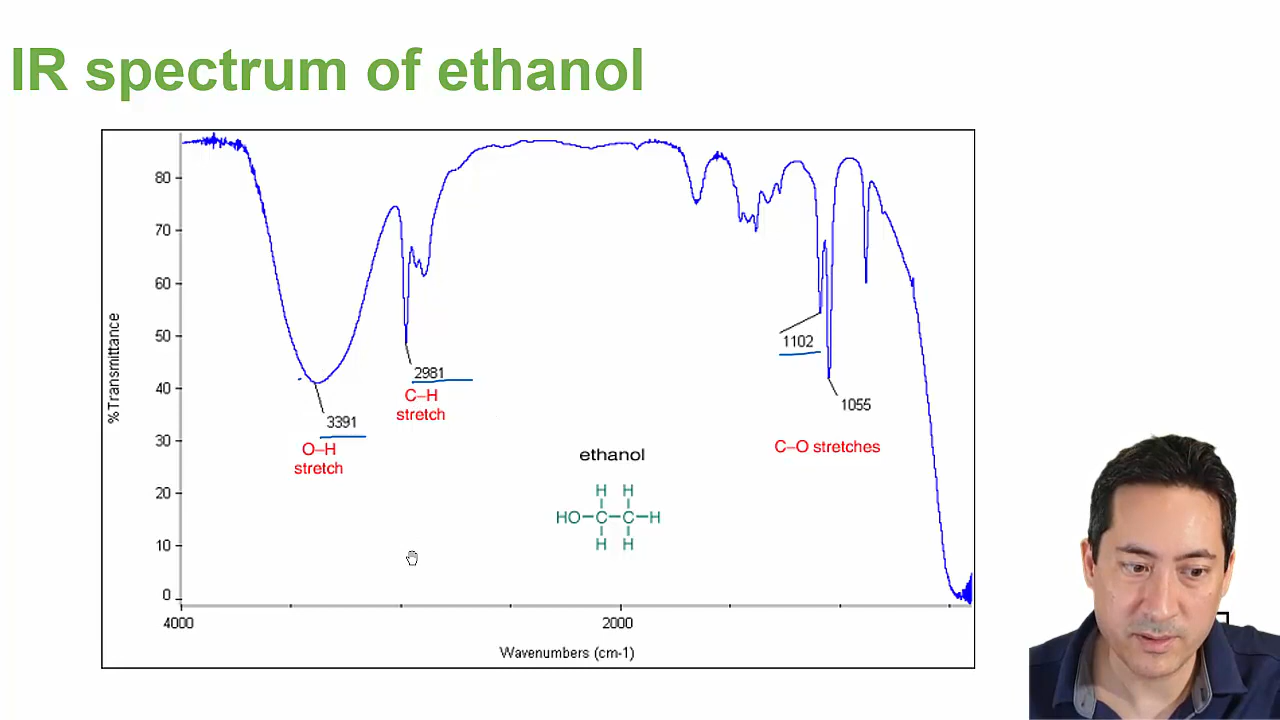 IR spectrum of ethanol
80
70
60
50
40
30
20
10
0
%Transmittance
4000
2000
Wavenumbers (cm-1)
3391
O–H
stretch
2981
C–H
stretch
1102
1055
C–O stretches
ethanol
H H
HO–C–C–H
H H